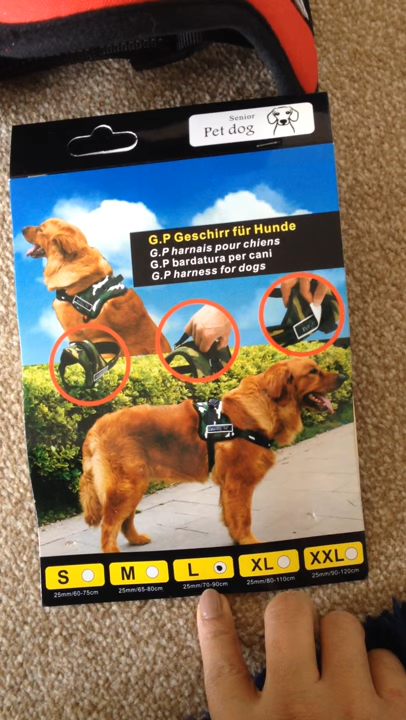 Senior
Pet dog
G.P Geschirr für Hunde
G.P harnais pour chiens
G.P bardatura per cani
G.P harness for dogs
S M L XL XXL
25mm/60-75cm 25mm/65-80cm 25mm/70-90cm 25mm/80-110cm 25mm/90-120cm